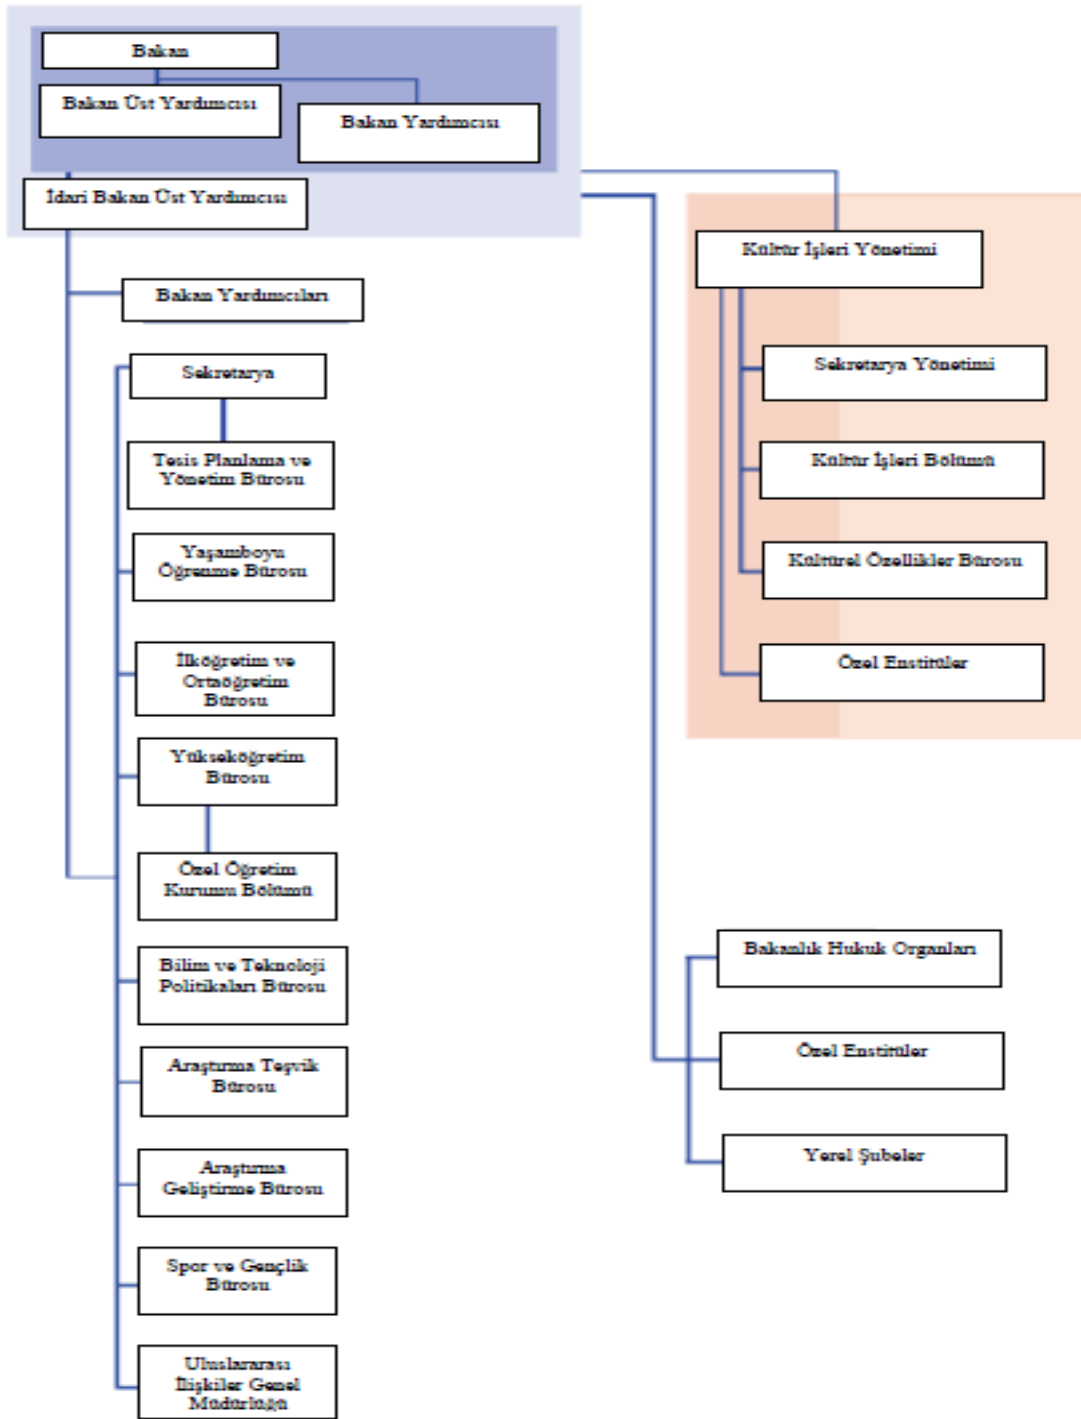 Bakan
Bakan Üst Yardımcısı
Bakan Yardımcısı
İdari Bakan Üst Yardımcısı
Bakan Yardımcıları
Sekretarya
Tesis Planlama ve
Yönetim Bürosu
Yaşamboyu
Öğrenme Bürosu
İlköğretim ve
Ortaöğretim
Bürosu
Yükseköğretim
Bürosu
Özel Öğretim
Kurumu Bölümü
Bilim ve Teknoloji
Politikaları Bürosu
Araştırma Teşvik
Bürosu
Araştırma
Geliştirme Bürosu
Spor ve Gençlik
Bürosu
Uluslararası
İlişkiler Genel
Müdürlüğü
Kültür İşleri Yönetimi
Sekretarya Yönetimi
Kültür İşleri Bölümü
Kültürel Özellikler Bürosu
Özel Enstitüler
Bakanlık Hukuk Organları
Özel Enstitüler
Yerel Şubeler